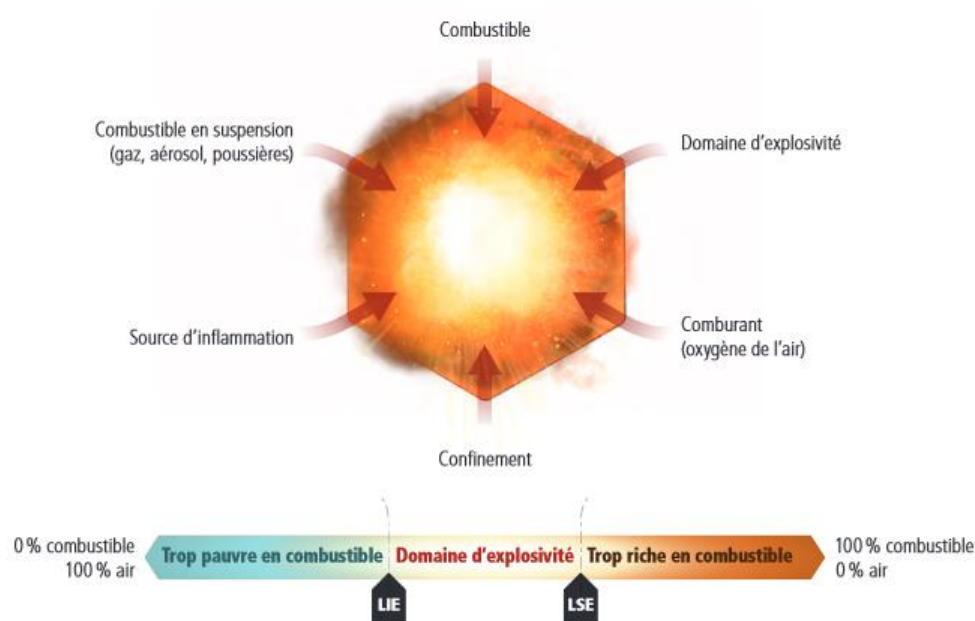 Combustible
Combustible en suspension
(gaz, aérosol, poussières)
Domaine d’explosivité
Source d’inflammation
Comburant
(oxygène de l’air)
Confinement
0 % combustible
100 % air
Trop pauvre en combustible
Domaine d’explosivité
Trop riche en combustible
100 % combustible
0 % air
LIE
LSE